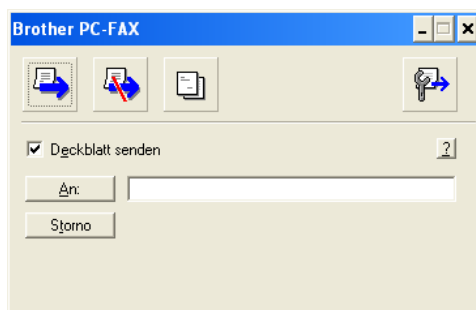 Brother PC-FAX
Deckblatt senden
?
An:
Storno